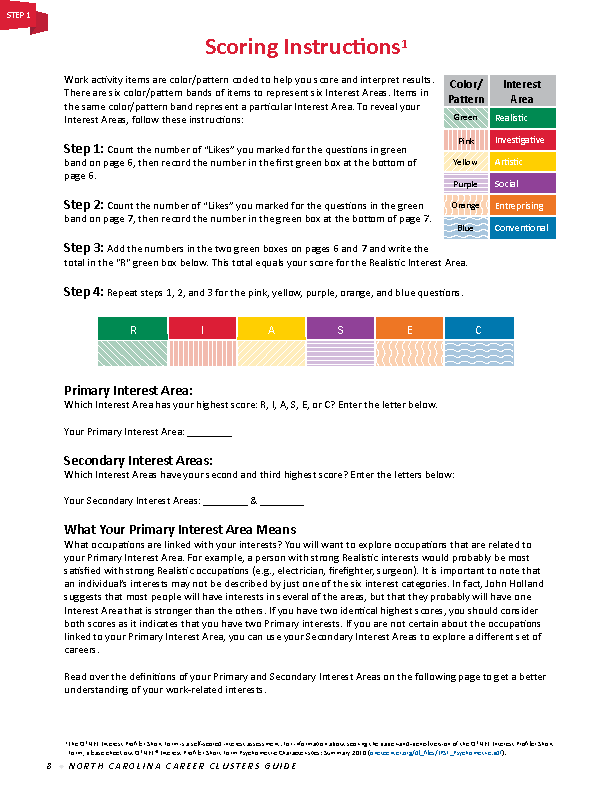 STEP 1
Scoring Instructions¹
Work activity items are color/pattern coded to help you score and interpret results.
There are six color/pattern bands of items to represent six Interest Areas. Items in
the same color/pattern band represent a particular Interest Area. To reveal your
Interest Areas, follow these instructions:
Color/ Pattern Interest Area
Green Realistic
Pink Investigative
Yellow Artistic
Purple Social
Orange Entreprising
Blue Conventional
Step 1: Count the number of "Likes" you marked for the questions in green
band on page 6, then record the number in the first green box at the bottom of
page 6.
Step 2: Count the number of "Likes" you marked for the questions in the green
band on page 7, then record the number in the green box at the bottom of page 7.
Step 3: Add the numbers in the two green boxes on pages 6 and 7 and write the
total in the "R" green box below. This total equals your score for the Realistic Interest Area.
Step 4: Repeat steps 1, 2, and 3 for the pink, yellow, purple, orange, and blue questions.
R I A S E C
Primary Interest Area:
Which Interest Area has your highest score: R, I, A, S, E, or C? Enter the letter below.
Your Primary Interest Area: ________
Secondary Interest Areas:
Which Interest Areas have your second and third highest score? Enter the letters below:
Your Secondary Interest Areas: ________ & ________
What Your Primary Interest Area Means
What occupations are linked with your interests? You will want to explore occupations that are related to
your Primary Interest Area. For example, a person with strong Realistic interests would probably be most
satisfied with strong Realistic occupations (e.g., electrician, firefighter, surgeon). It is important to note that
an individual's interests may not be described by just one of the six interest categories. In fact, John Holland
suggests that most people will have interests in several of the areas, but that they probably will have one
Interest Area that is stronger than the others. If you have two identical highest scores, you should consider
both scores as it indicates that you have two Primary interests. If you are not certain about the occupations
linked to your Primary Interest Area, you can use your Secondary Interest Areas to explore a different set of
careers.
Read over the definitions of your Primary and Secondary Interest Areas on the following page to get a better
understanding of your work-related interests.
8 - NORTH CAROLINA CAREER CLUSTERS GUIDE